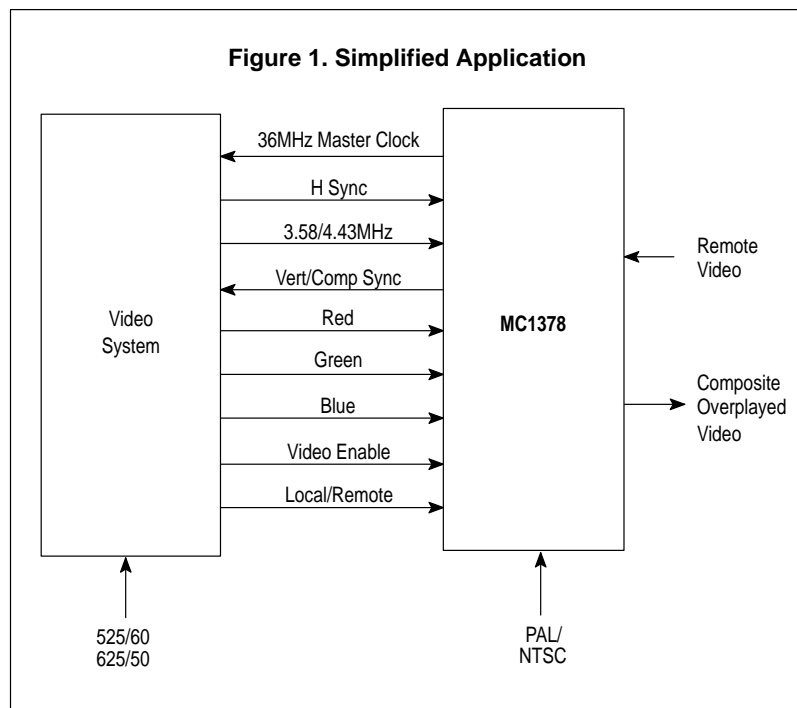 Figure 1. Simplified Application
36MHz Master Clock
H Sync
3.58/4.43MHz
Vert/Comp Sync
Red
Green
Blue
Video Enable
Local/Remote
Video
System
MC1378
Remote
Video
Composite
Overplayed
Video
525/60
625/50
PAL/
NTSC